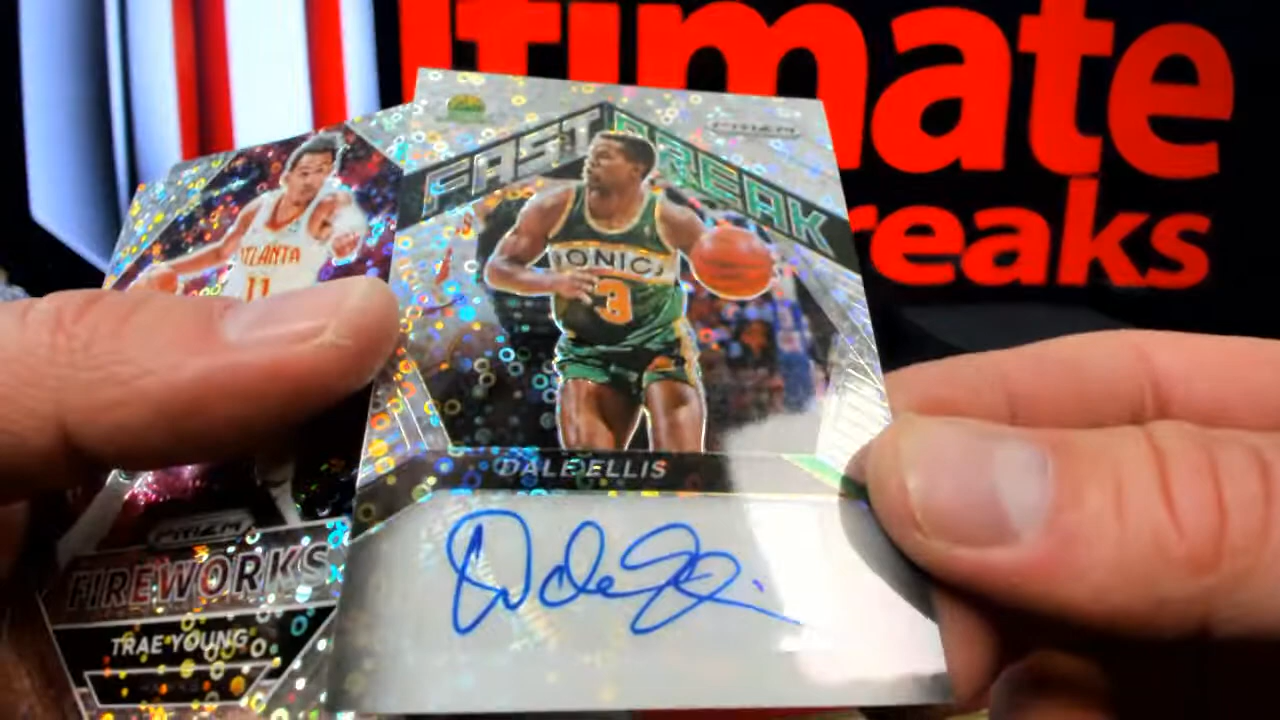 ltimate
reaks
FAST BREAK
PRIZM
SONICS
3
DALE ELLIS
ATLANTA
11
PRIZM
FIREWORKS
TRAE YOUNG